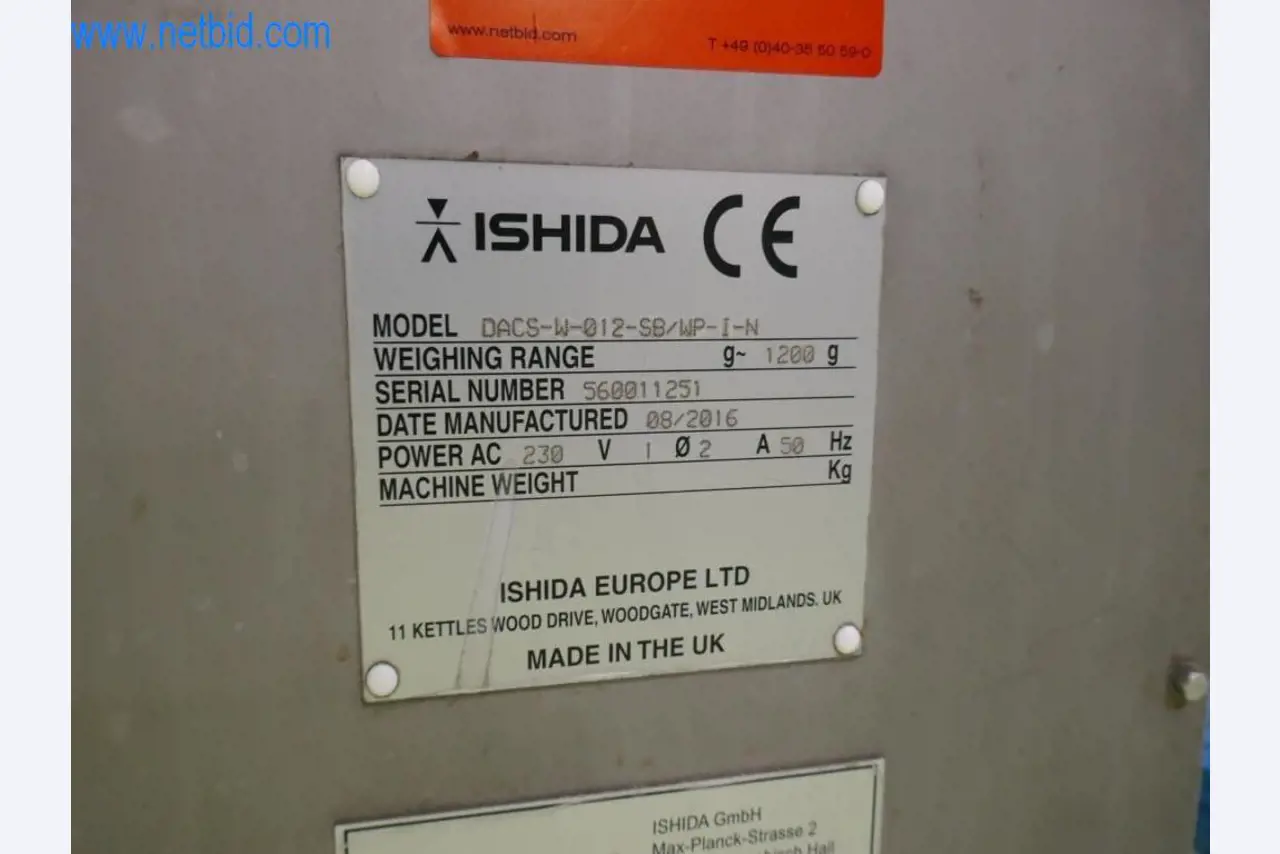 www.netbid.com
www.netbid.com T +49 (0)40-35 50 59-0
ISHIDA CE
MODEL DACS-W-012-SB/WP-I-N
WEIGHING RANGE g~ 1200 g
SERIAL NUMBER 560011251
DATE MANUFACTURED 08/2016
POWER AC 230 V 1 Ø 2 A 50 Hz
MACHINE WEIGHT Kg
ISHIDA EUROPE LTD
11 KETTLES WOOD DRIVE, WOODGATE, WEST MIDLANDS. UK
MADE IN THE UK
ISHIDA GmbH
Max-Planck-Strasse 2
Hall